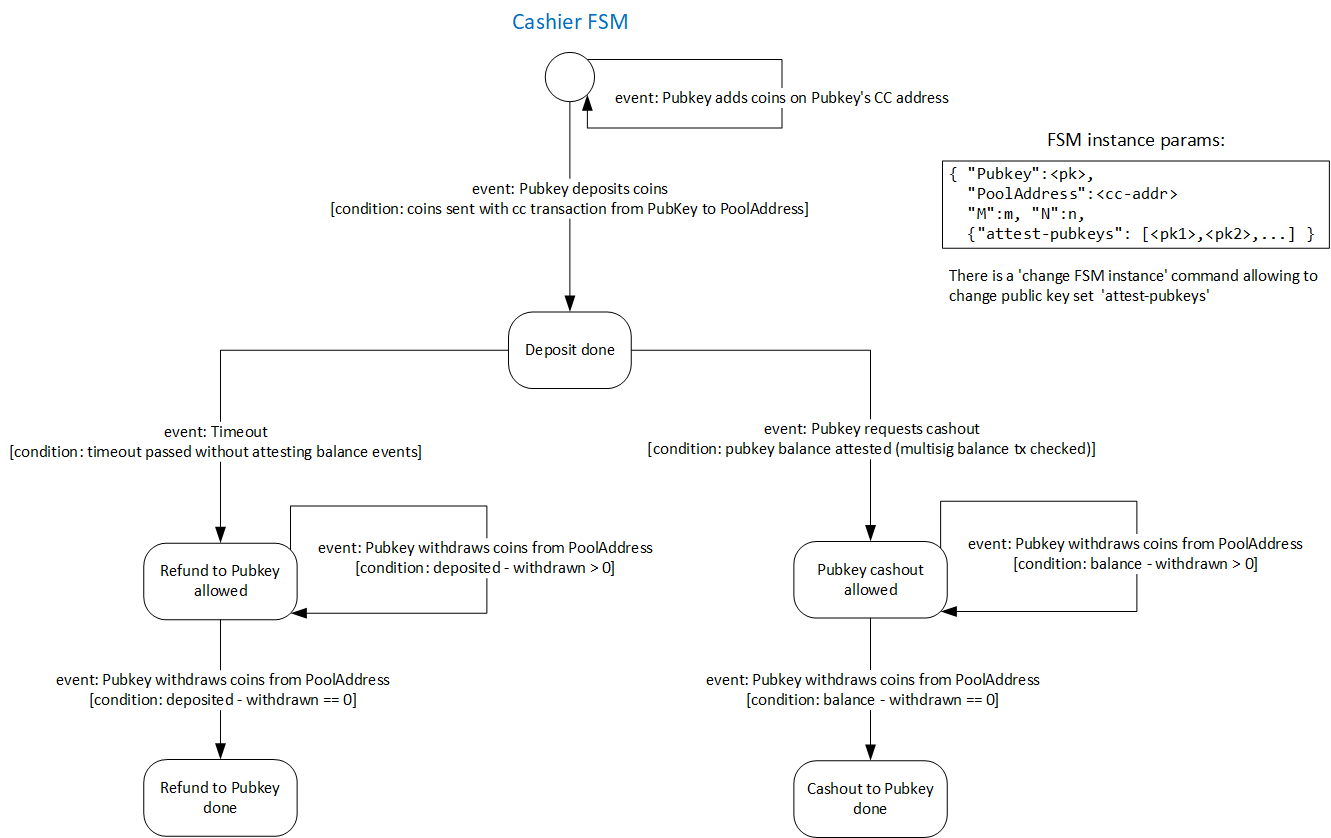 Cashier FSM
event: Pubkey adds coins on Pubkey's CC address
FSM instance params:
{ "Pubkey":<pk>,
"PoolAddress":<cc-addr>
"M":m, "N":n,
{"attest-pubkeys": [<pk1>,<pk2>,...] }
event: Pubkey deposits coins
[condition: coins sent with cc transaction from PubKey to PoolAddress]
There is a 'change FSM instance' command allowing to
change public key set 'attest-pubkeys'
Deposit done
event: Timeout
[condition: timeout passed without attesting balance events]
event: Pubkey requests cashout
[condition: pubkey balance attested (multisig balance tx checked)]
Refund to Pubkey
allowed
event: Pubkey withdraws coins from PoolAddress
[condition: deposited - withdrawn > 0]
Pubkey cashout
allowed
event: Pubkey withdraws coins from PoolAddress
[condition: balance - withdrawn > 0]
event: Pubkey withdraws coins from PoolAddress
[condition: deposited - withdrawn == 0]
event: Pubkey withdraws coins from PoolAddress
[condition: balance - withdrawn == 0]
Refund to Pubkey
done
Cashout to Pubkey
done